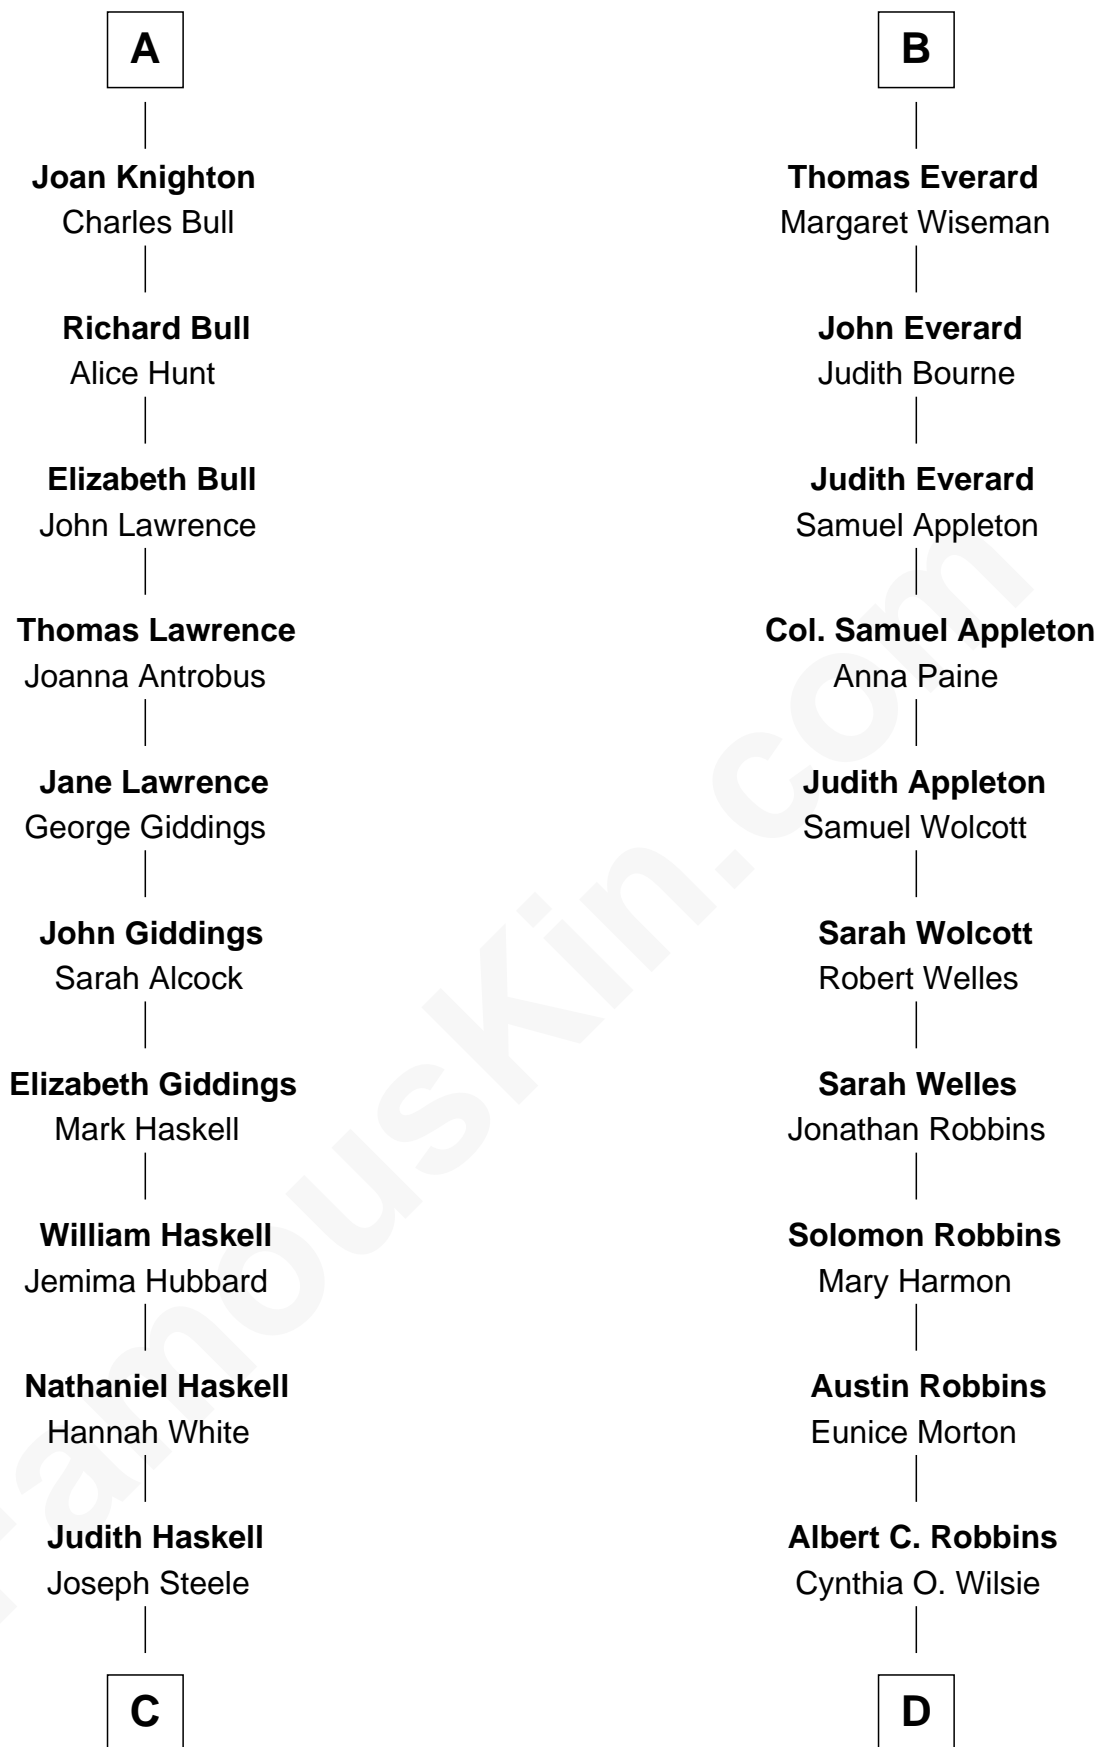 A
Joan Knighton
Charles Bull
Richard Bull
Alice Hunt
Elizabeth Bull
John Lawrence
Thomas Lawrence
Joanna Antrobus
Jane Lawrence
George Giddings
John Giddings
Sarah Alcock
Elizabeth Giddings
Mark Haskell
William Haskell
Jemima Hubbard
Nathaniel Haskell
Hannah White
Judith Haskell
Joseph Steele
C
B
Thomas Everard
Margaret Wiseman
John Everard
Judith Bourne
Judith Everard
Samuel Appleton
Col. Samuel Appleton
Anna Paine
Judith Appleton
Samuel Wolcott
Sarah Wolcott
Robert Welles
Sarah Welles
Jonathan Robbins
Solomon Robbins
Mary Harmon
Austin Robbins
Eunice Morton
Albert C. Robbins
Cynthia O. Wilsie
D
FamousKin.com